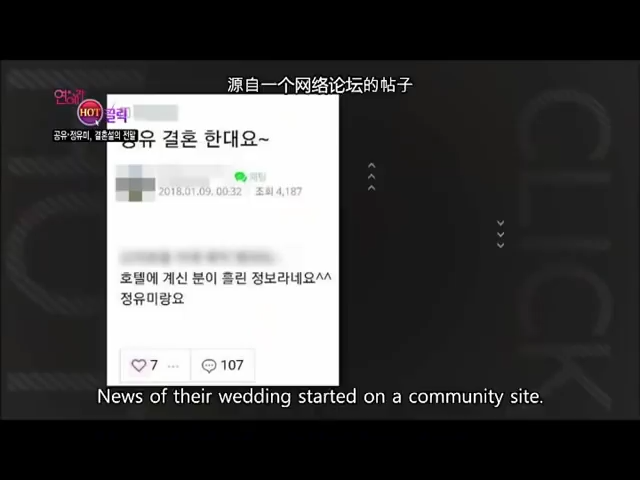 源自一个网络论坛的帖子
HOT
클릭
공유·정유미, 결혼설의 전말
공유 결혼 한대요~
채팅
2018.01.09. 00:32 조회 4,187
호텔에 계신 분이 흘린 정보라네요^^
정유미랑요
7 ··· 107
CLICK
News of their wedding started on a community site.